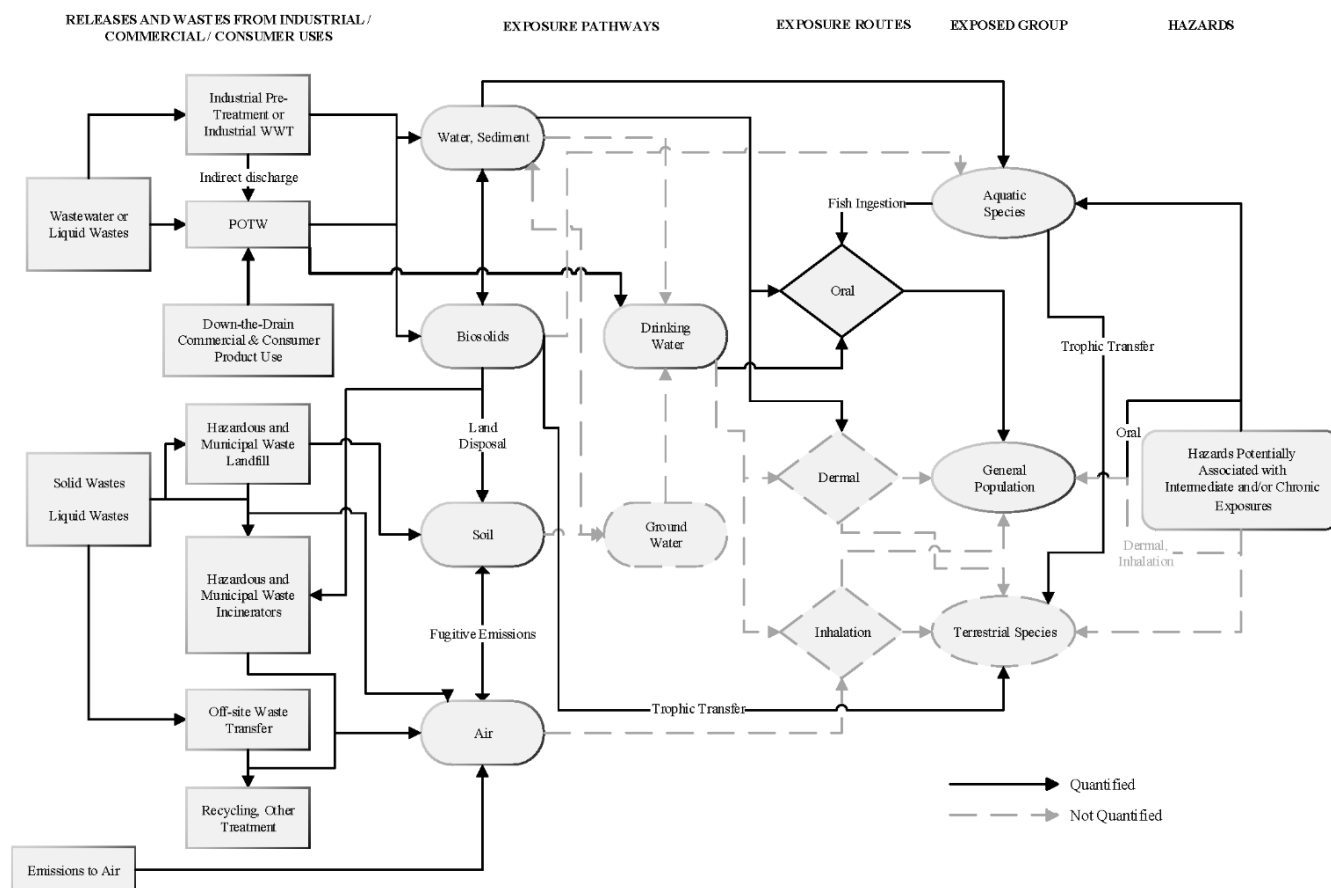 RELEASES AND WASTES FROM INDUSTRIAL /
COMMERCIAL / CONSUMER USES
EXPOSURE PATHWAYS
EXPOSURE ROUTES
EXPOSED GROUP
HAZARDS
Industrial Pre-
Treatment or
Industrial WWT
Indirect discharge
Wastewater or
Liquid Wastes
POTW
Down-the-Drain
Commercial & Consumer
Product Use
Hazardous and
Municipal Waste
Landfill
Solid Wastes
Liquid Wastes
Hazardous and
Municipal Waste
Incinerators
Off-site Waste
Transfer
Recycling, Other
Treatment
Emissions to Air
Water, Sediment
Biosolids
Land
Disposal
Soil
Fugitive Emissions
Air
Drinking
Water
Ground
Water
Trophic Transfer
Fish Ingestion
Oral
Dermal
Inhalation
Aquatic
Species
Trophic Transfer
General
Population
Terrestrial Species
Oral
Hazards Potentially
Associated with
Intermediate and/or Chronic
Exposures
Dermal,
Inhalation
Quantified
Not Quantified